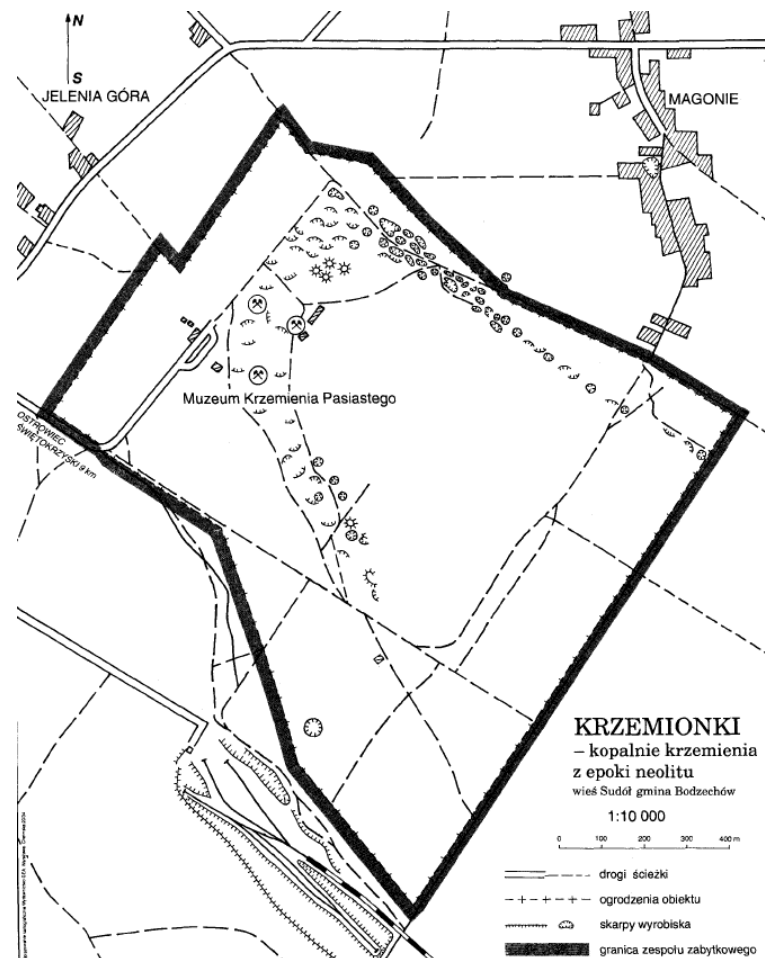 N
S
JELENIA GÓRA
MAGONIE
Muzeum Krzemienia Pasiastego
OSTROWIEC
ŚWIĘTOKRZYSKI 9 km
KRZEMIONKI
– kopalnie krzemienia
z epoki neolitu
wieś Sudół gmina Bodzechów
1:10 000
0 100 200 300 400 m
drogi ścieżki
ogrodzenia obiektu
skarpy wyrobiska
granica zespołu zabytkowego